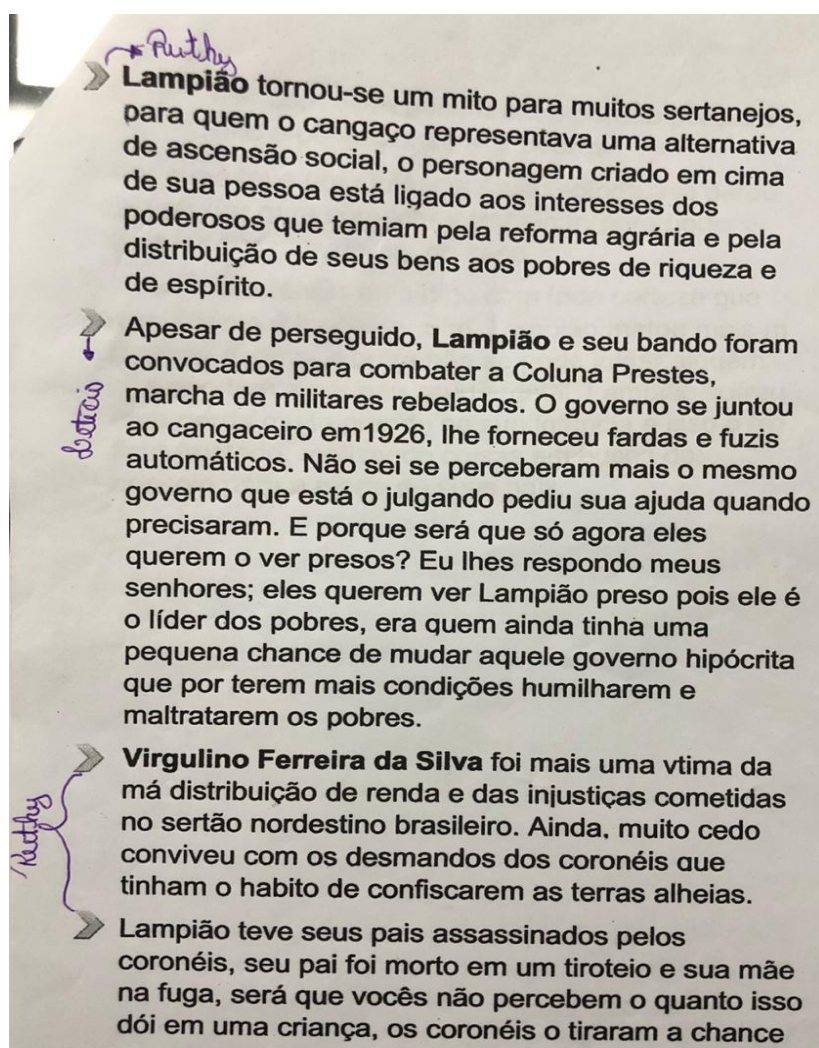 Ruthy
Lampião tornou-se um mito para muitos sertanejos,
para quem o cangaço representava uma alternativa
de ascensão social, o personagem criado em cima
de sua pessoa está ligado aos interesses dos
poderosos que temiam pela reforma agrária e pela
distribuição de seus bens aos pobres de riqueza e
de espírito.
Leticio
Apesar de perseguido, Lampião e seu bando foram
convocados para combater a Coluna Prestes,
marcha de militares rebelados. O governo se juntou
ao cangaceiro em1926, lhe forneceu fardas e fuzis
automáticos. Não sei se perceberam mais o mesmo
governo que está o julgando pediu sua ajuda quando
precisaram. E porque será que só agora eles
querem o ver presos? Eu lhes respondo meus
senhores; eles querem ver Lampião preso pois ele é
o líder dos pobres, era quem ainda tinha uma
pequena chance de mudar aquele governo hipócrita
que por terem mais condições humilharem e
maltratarem os pobres.
Ruthy
Virgulino Ferreira da Silva foi mais uma vtima da
má distribuição de renda e das injustiças cometidas
no sertão nordestino brasileiro. Ainda, muito cedo
conviveu com os desmandos dos coronéis que
tinham o habito de confiscarem as terras alheias.
Lampião teve seus pais assassinados pelos
coronéis, seu pai foi morto em um tiroteio e sua mãe
na fuga, será que vocês não percebem o quanto isso
dói em uma criança, os coronéis o tiraram a chance